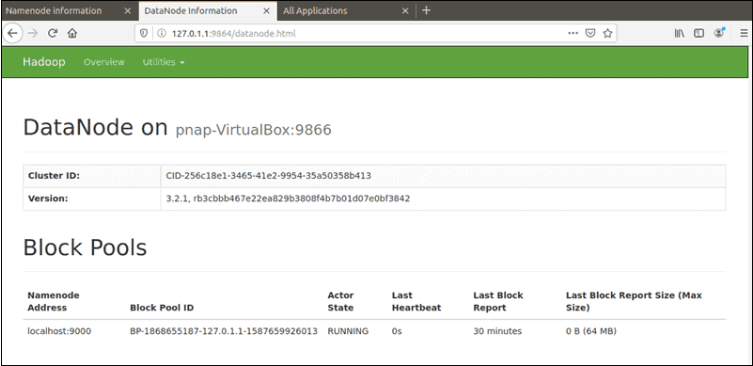 Namenode information × DataNode Information × All Applications × +
127.0.1.1:9864/datanode.html
Hadoop Overview Utilities
DataNode on pnap-VirtualBox:9866
Cluster ID: CID-256c18e1-3465-41e2-9954-35a50358b413
Version: 3.2.1, rb3cbbb467e22ea829b3808f4b7b01d07e0bf3842
Block Pools
Namenode Address Block Pool ID Actor State Last Heartbeat Last Block Report Last Block Report Size (Max Size)
localhost:9000 BP-1868655187-127.0.1.1-1587659926013 RUNNING 0s 30 minutes 0 B (64 MB)